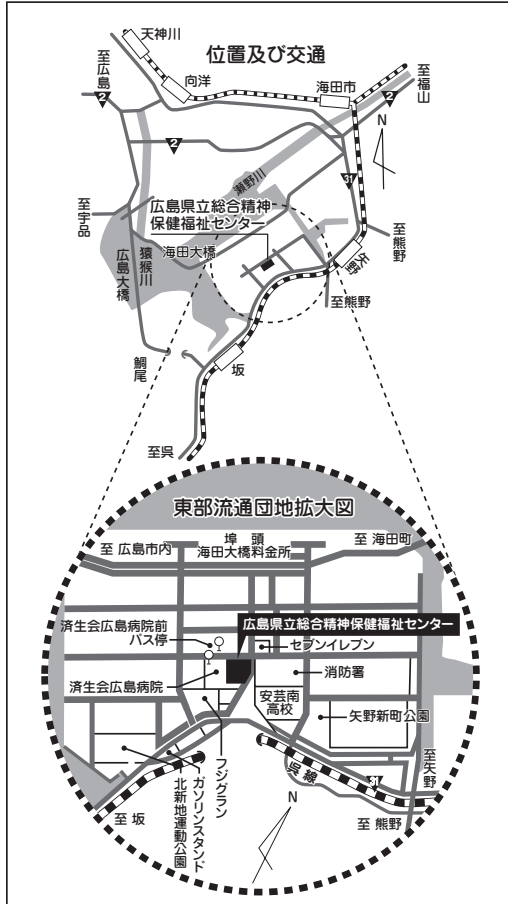 位置及び交通
天神川
至広島
2
向洋
海田市
至福山
2
N
2
31
瀬野川
至宇品
広島県立総合精神
保健福祉センター
猿猴川
広島大橋
海田大橋
至熊野
矢野
至熊野
鯛尾
坂
至呉
東部流通団地拡大図
埠頭
至 広島市内
海田大橋料金所
至 海田町
済生会広島病院前
バス停
広島県立総合精神保健福祉センター
セブンイレブン
済生会広島病院
消防署
安芸南
高校
矢野新町公園
フジグラン
ガソリンスタンド
北新地運動公園
呉線
31
至矢野
至 坂
N
至 熊野